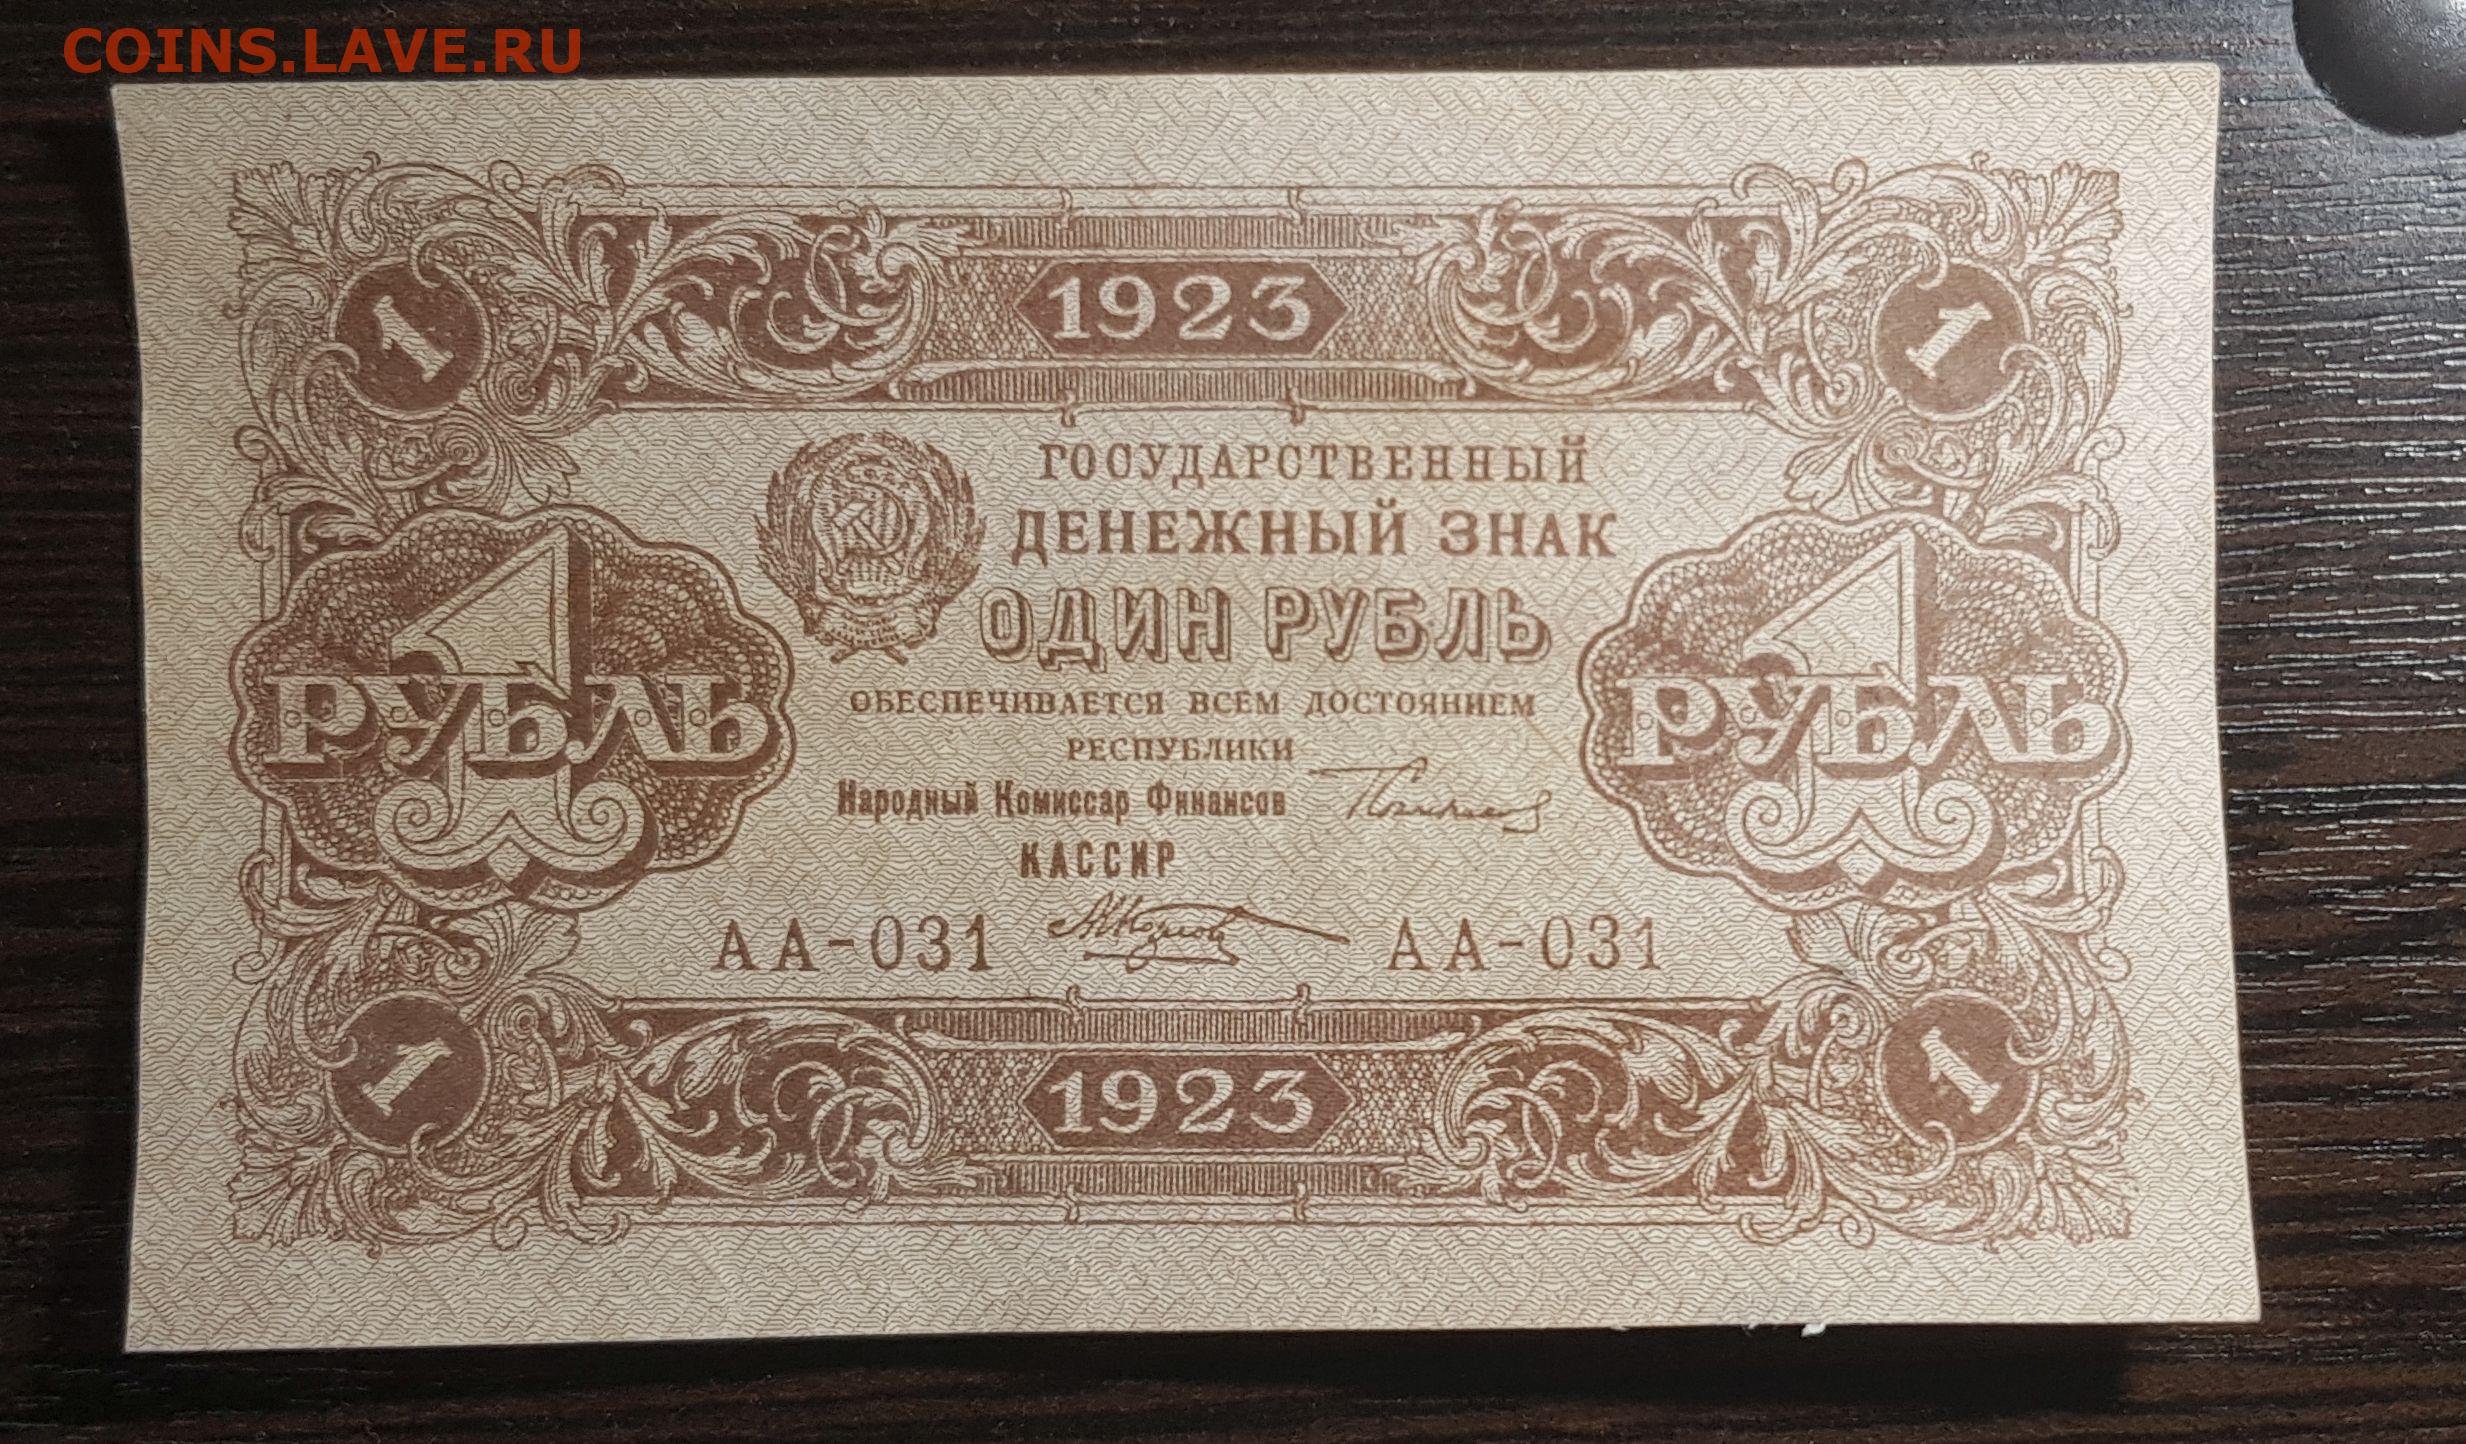 COINS.LAVE.RU
1 1923 1
ГОСУДАРСТВЕННЫЙ
ДЕНЕЖНЫЙ ЗНАК
ОДИН РУБЛЬ
1 РУБЛЬ
1 РУБЛЬ
ОБЕСПЕЧИВАЕТСЯ ВСЕМ ДОСТОЯНИЕМ
РЕСПУБЛИКИ
Народный Комиссар Финансов
КАССИР
АА-031 АА-031
1 1923 1